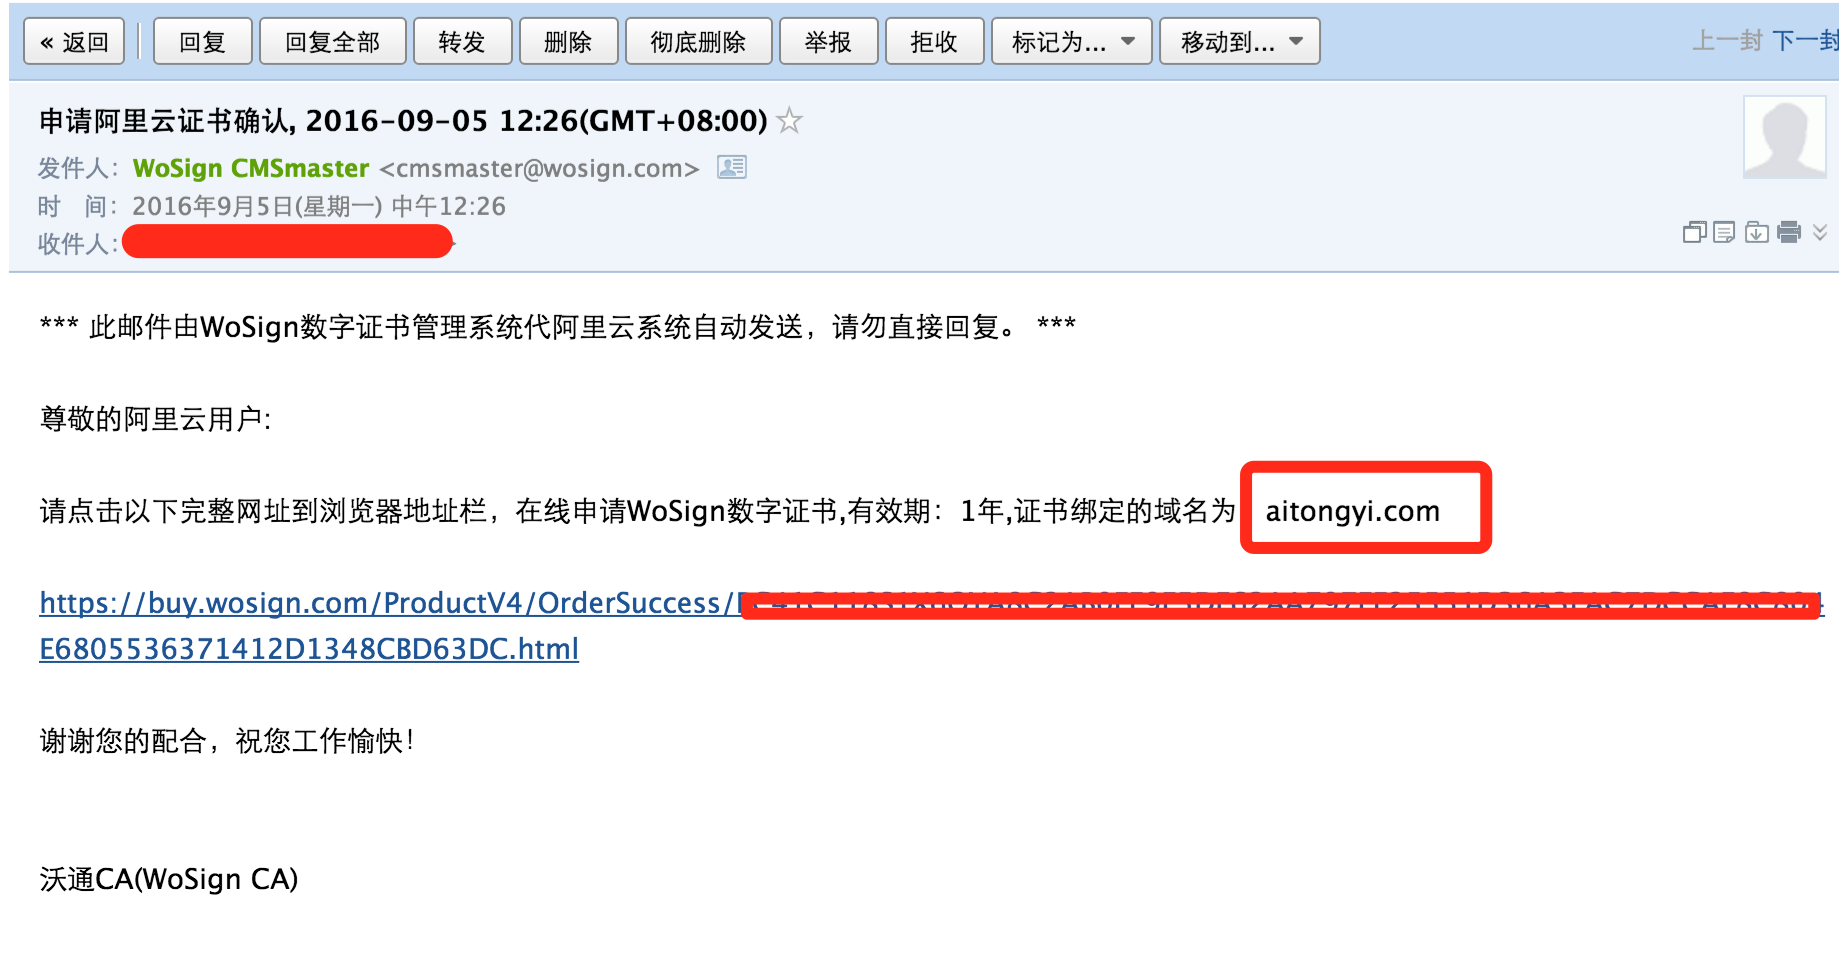 « 返回 回复 回复全部 转发 删除 彻底删除 举报 拒收 标记为... 移动到... 上一封 下一封
申请阿里云证书确认, 2016-09-05 12:26(GMT+08:00)
发件人： WoSign CMSmaster <cmsmaster@wosign.com>
时 间： 2016年9月5日(星期一) 中午12:26
收件人：
*** 此邮件由WoSign数字证书管理系统代阿里云系统自动发送，请勿直接回复。 ***
尊敬的阿里云用户:
请点击以下完整网址到浏览器地址栏，在线申请WoSign数字证书,有效期：1年,证书绑定的域名为 aitongyi.com
https://buy.wosign.com/ProductV4/OrderSuccess/
E6805536371412D1348CBD63DC.html
谢谢您的配合，祝您工作愉快！
沃通CA(WoSign CA)